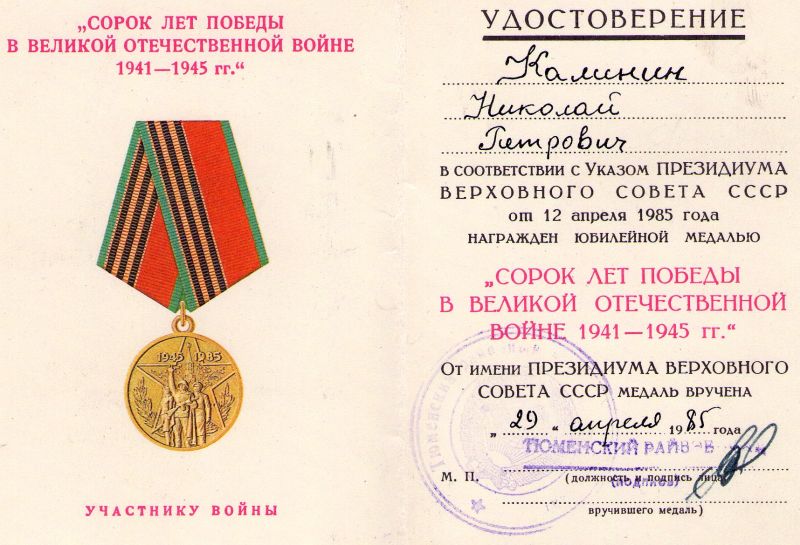 „СОРОК ЛЕТ ПОБЕДЫ
В ВЕЛИКОЙ ОТЕЧЕСТВЕННОЙ ВОЙНЕ
1941—1945 гг.“
1945 1985
УЧАСТНИКУ ВОЙНЫ
УДОСТОВЕРЕНИЕ
Калинин
Николай
Петрович
В СООТВЕТСТВИИ С УКАЗОМ ПРЕЗИДИУМА
ВЕРХОВНОГО СОВЕТА СССР
от 12 апреля 1985 года
НАГРАЖДЕН ЮБИЛЕЙНОЙ МЕДАЛЬЮ
„СОРОК ЛЕТ ПОБЕДЫ
В ВЕЛИКОЙ ОТЕЧЕСТВЕННОЙ
ВОЙНЕ 1941—1945 гг.“
От имени ПРЕЗИДИУМА ВЕРХОВНОГО
СОВЕТА СССР МЕДАЛЬ ВРУЧЕНА
„29“ апреля 1985 года
ТЮМЕНСКИЙ
М. П.
(должность и подпись лица,
(подпись)
вручившего медаль)